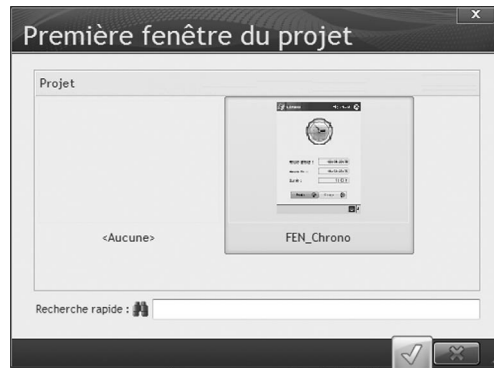 Première fenêtre du projet
Projet
<Aucune>
FEN_Chrono
Recherche rapide :